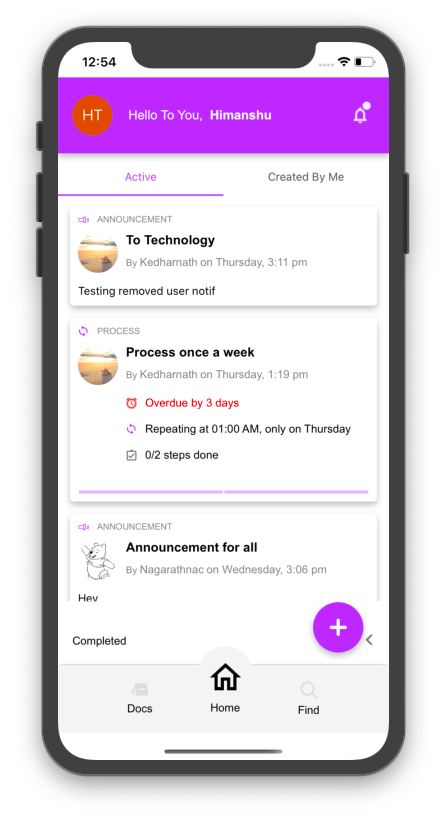 12:54
HT
Hello To You, Himanshu
Active
Created By Me
ANNOUNCEMENT
To Technology
By Kedharnath on Thursday, 3:11 pm
Testing removed user notif
PROCESS
Process once a week
By Kedharnath on Thursday, 1:19 pm
Overdue by 3 days
Repeating at 01:00 AM, only on Thursday
0/2 steps done
ANNOUNCEMENT
Announcement for all
By Nagarathnac on Wednesday, 3:06 pm
Hey
Completed
Docs
Home
Find